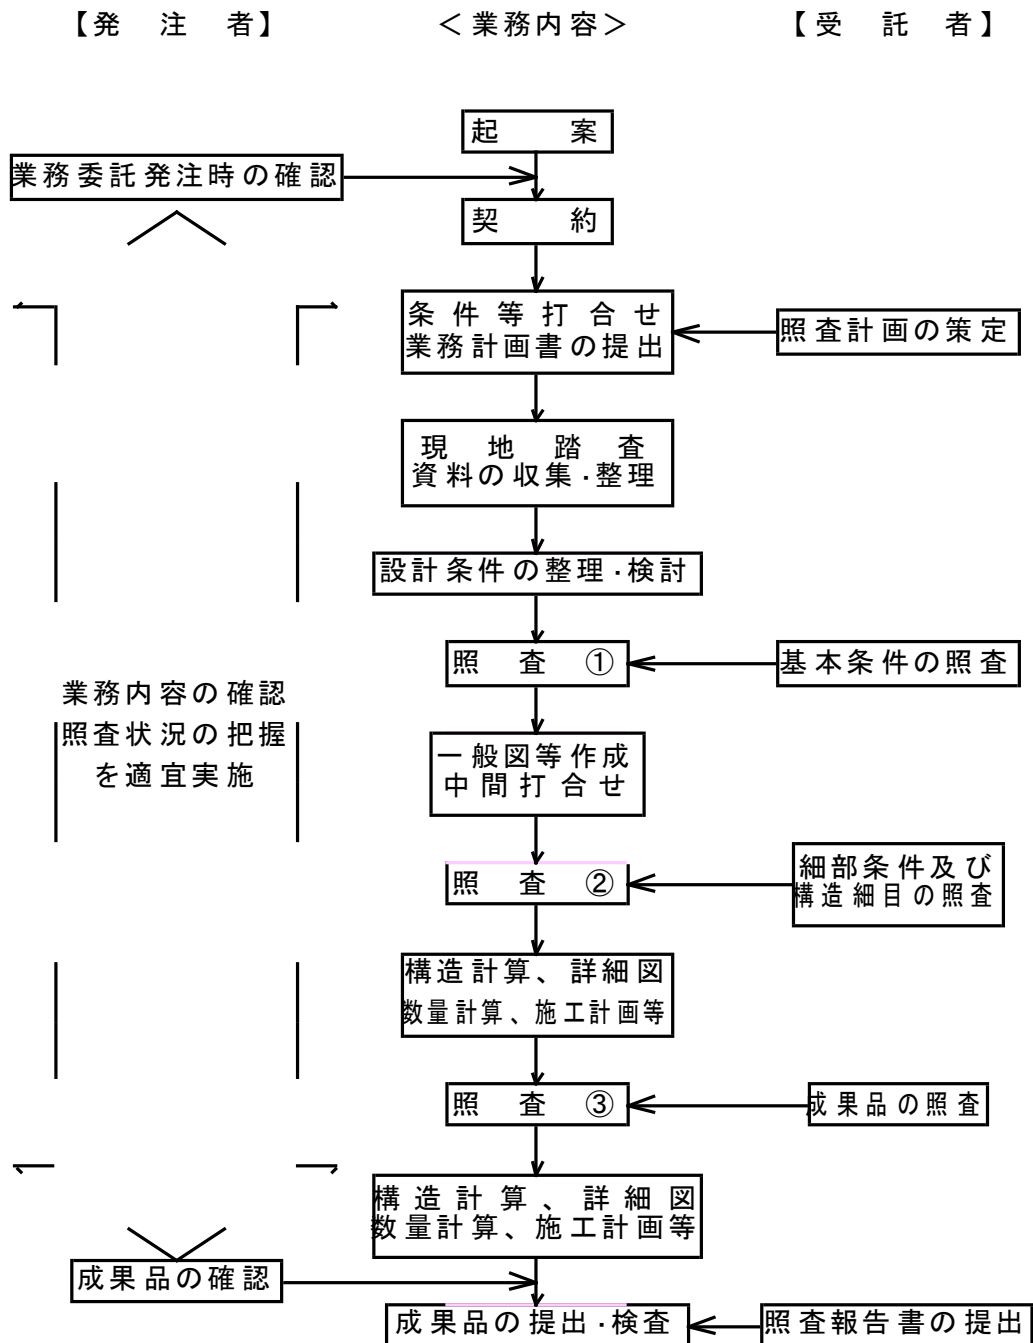 【発　注　者】　＜業務内容＞　【受　託　者】
起　案
業務委託発注時の確認
契　約
条件等打合せ
業務計画書の提出
照査計画の策定
現地踏査
資料の収集・整理
設計条件の整理・検討
照　査　①
基本条件の照査
業務内容の確認
照査状況の把握
を適宜実施
一般図等作成
中間打合せ
照　査　②
細部条件及び
構造細目の照査
構造計算、詳細図
数量計算、施工計画等
照　査　③
成果品の照査
構造計算、詳細図
数量計算、施工計画等
成果品の確認
成果品の提出・検査
照査報告書の提出